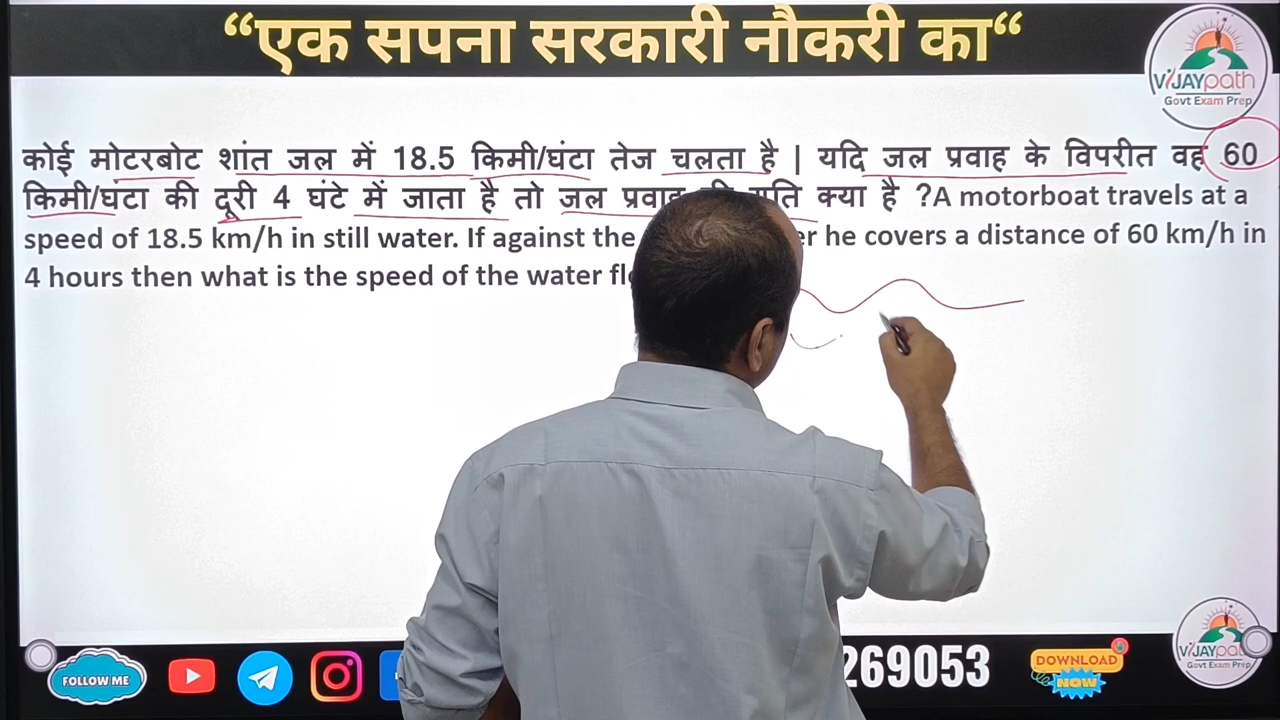 “एक सपना सरकारी नौकरी का“
VIJAYpath
Govt Exam Prep
कोई मोटरबोट शांत जल में 18.5 किमी/घंटा तेज चलता है | यदि जल प्रवाह के विपरीत वह 60
किमी/घंटा की दूरी 4 घंटे में जाता है तो जल प्रवाह क्या है ?A motorboat travels at a
speed of 18.5 km/h in still water. If against the he covers a distance of 60 km/h in
4 hours then what is the speed of the water
FOLLOW ME
269053
DOWNLOAD
NOW
VIJAYpath
Govt Exam Prep